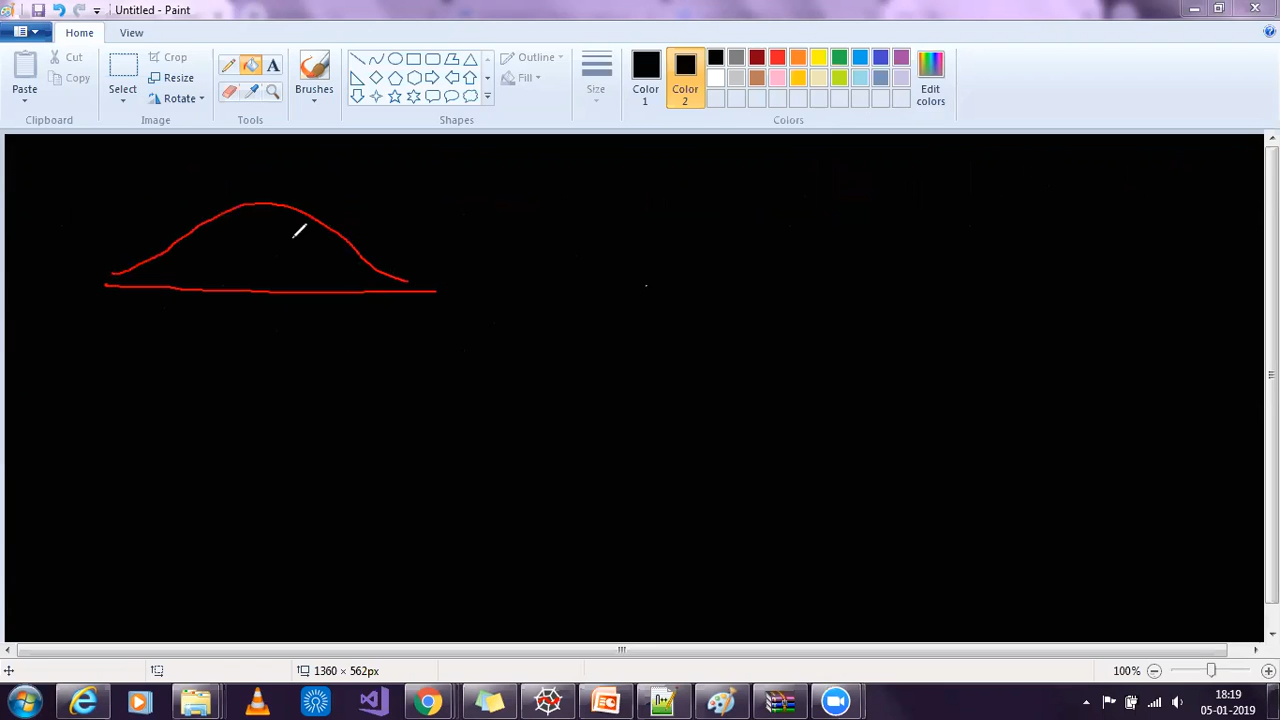 Untitled - Paint
Home
View
Paste
Cut
Copy
Select
Crop
Resize
Rotate
Brushes
Outline
Fill
Size
Color 1
Color 2
Edit colors
Clipboard
Image
Tools
Shapes
Colors
1360 × 562px
100%
18:19
05-01-2019